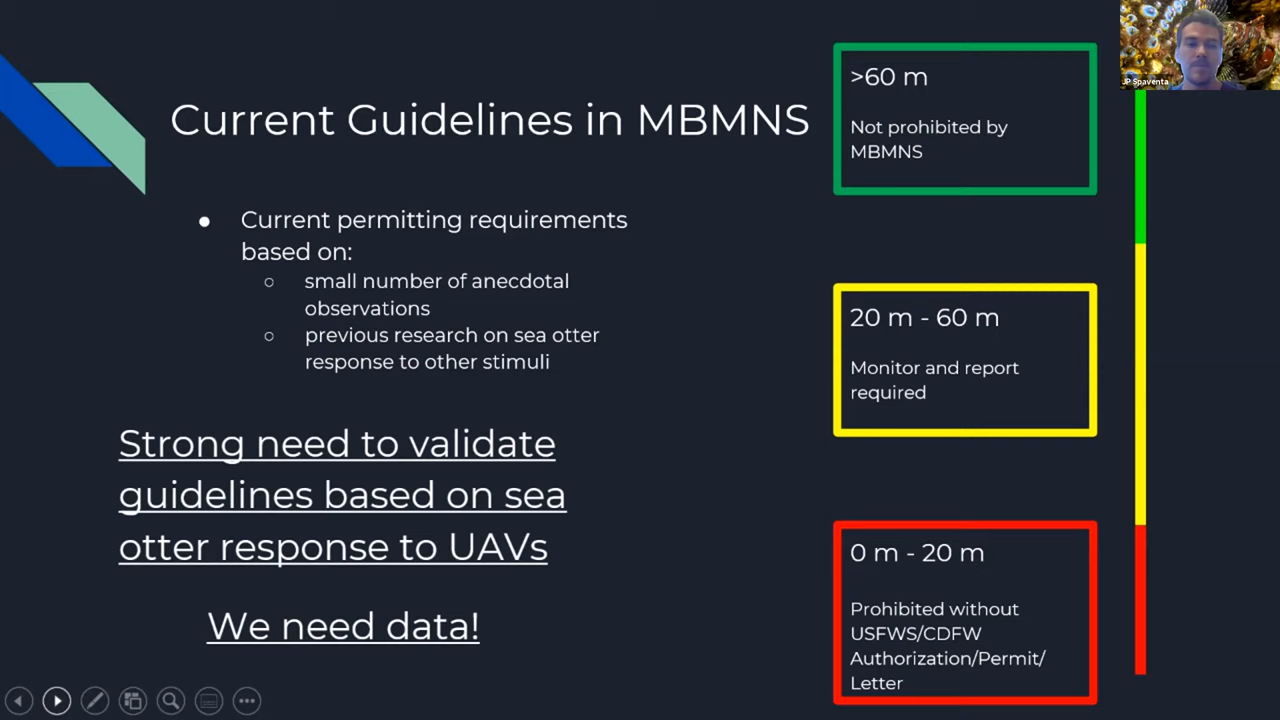 Current Guidelines in MBMNS
Current permitting requirements
based on:
small number of anecdotal
observations
previous research on sea otter
response to other stimuli
Strong need to validate
guidelines based on sea
otter response to UAVs
We need data!
>60 m
Not prohibited by
MBMNS
20 m - 60 m
Monitor and report
required
0 m - 20 m
Prohibited without
USFWS/CDFW
Authorization/Permit/
Letter
JP Spaventa